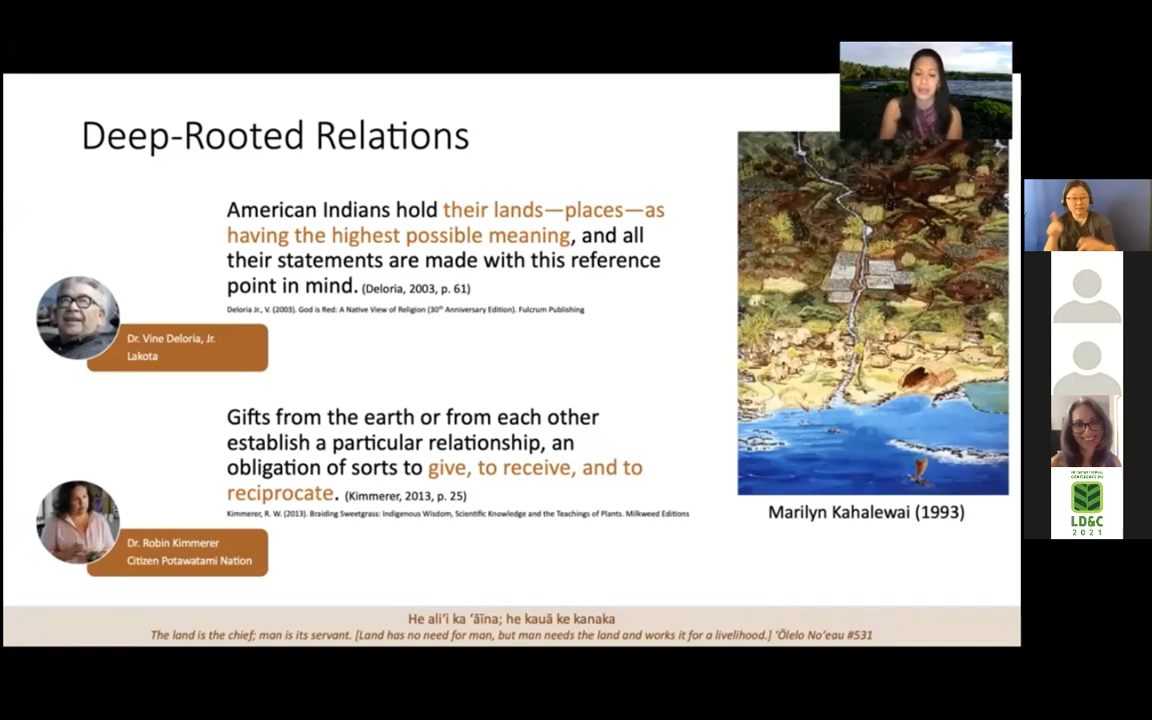 Deep-Rooted Relations
American Indians hold their lands—places—as
having the highest possible meaning, and all
their statements are made with this reference
point in mind. (Deloria, 2003, p. 61)
Deloria Jr., V. (2003). God is Red: A Native View of Religion (30th Anniversary Edition). Fulcrum Publishing
Dr. Vine Deloria, Jr.
Lakota
Gifts from the earth or from each other
establish a particular relationship, an
obligation of sorts to give, to receive, and to
reciprocate. (Kimmerer, 2013, p. 25)
Kimmerer, R. W. (2013). Braiding Sweetgrass: Indigenous Wisdom, Scientific Knowledge and the Teachings of Plants. Milkweed Editions
Dr. Robin Kimmerer
Citizen Potawatami Nation
Marilyn Kahalewai (1993)
He aliʻi ka ʻāīna; he kauā ke kanaka
The land is the chief; man is its servant. [Land has no need for man, but man needs the land and works it for a livelihood.] ʻŌlelo Noʻeau #531
INTERNATIONAL
CONFERENCE ON
LD&C
2021